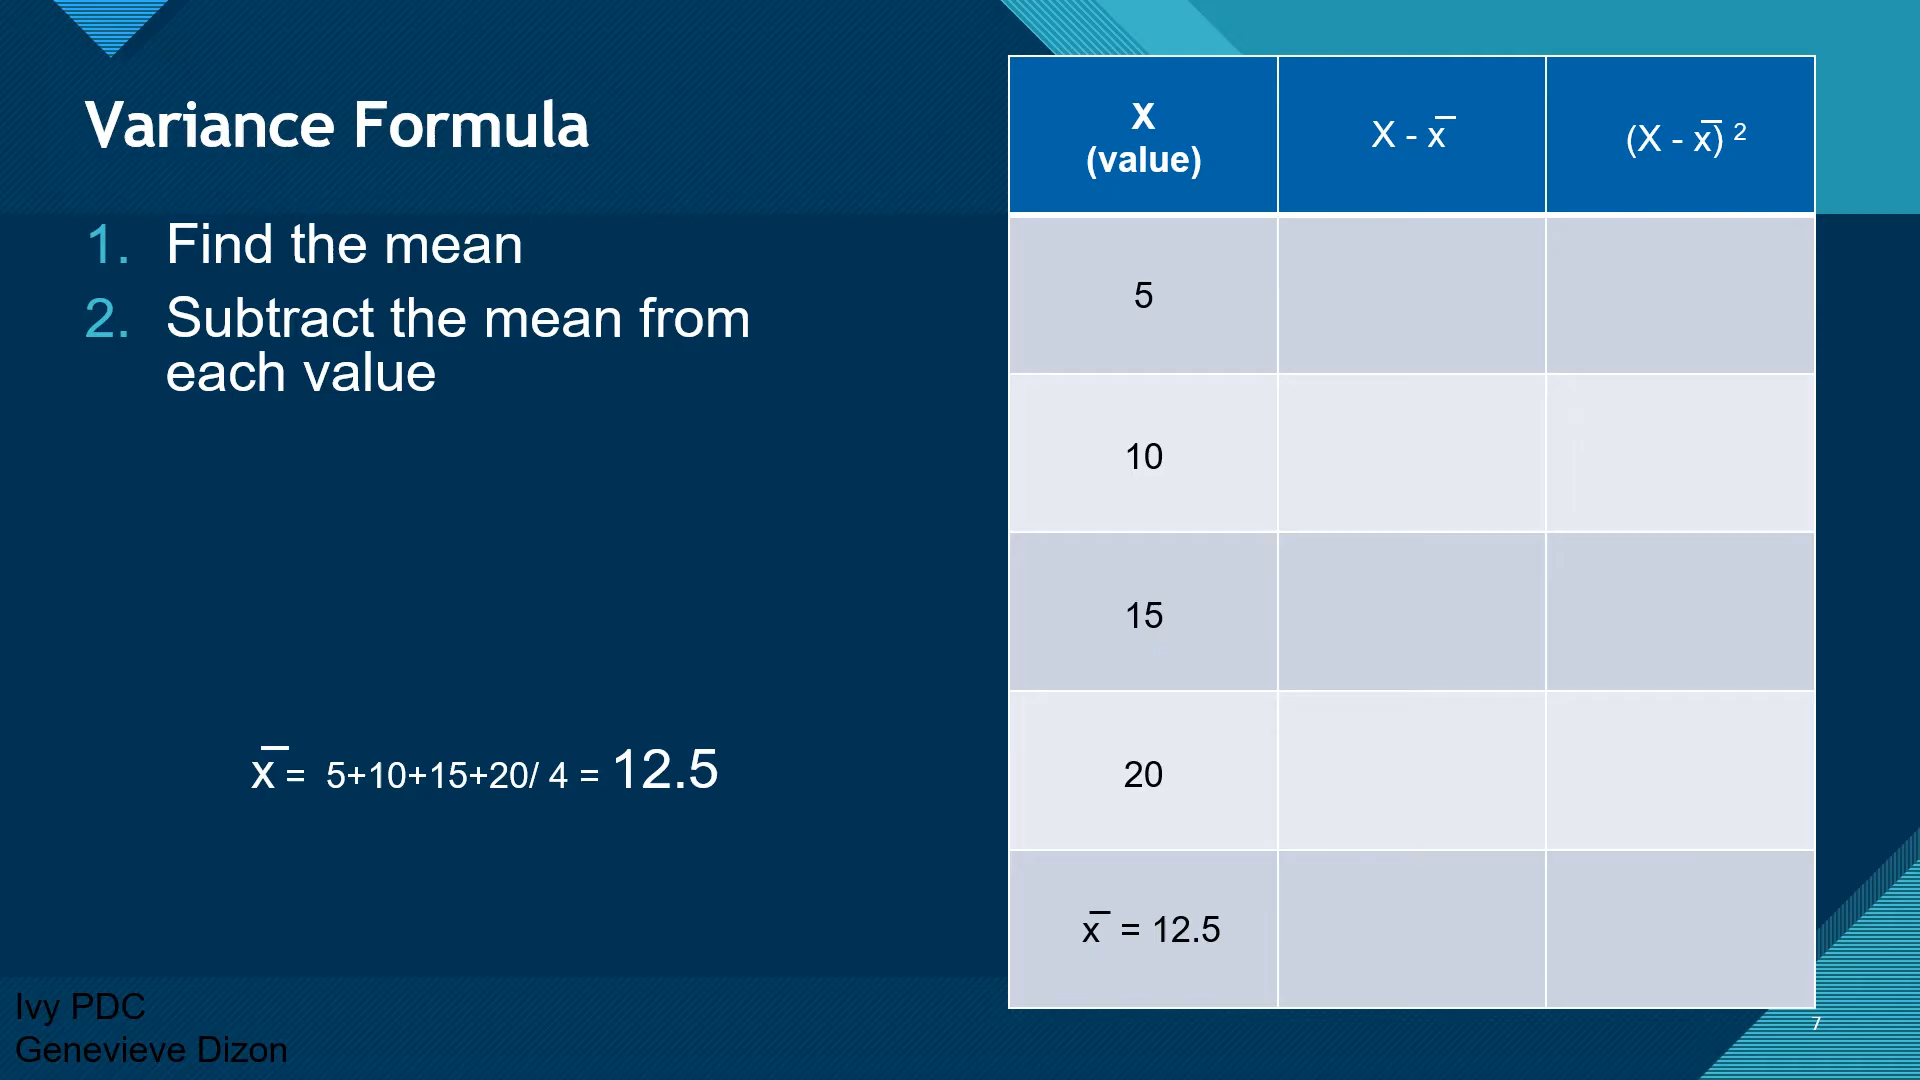 Variance Formula
1. Find the mean
2. Subtract the mean from
each value
x̅ = 5+10+15+20/ 4 = 12.5
X
(value)
X - x̅
(X - x̅) ²
5
10
15
20
x̅ = 12.5
Ivy PDC
Genevieve Dizon
7